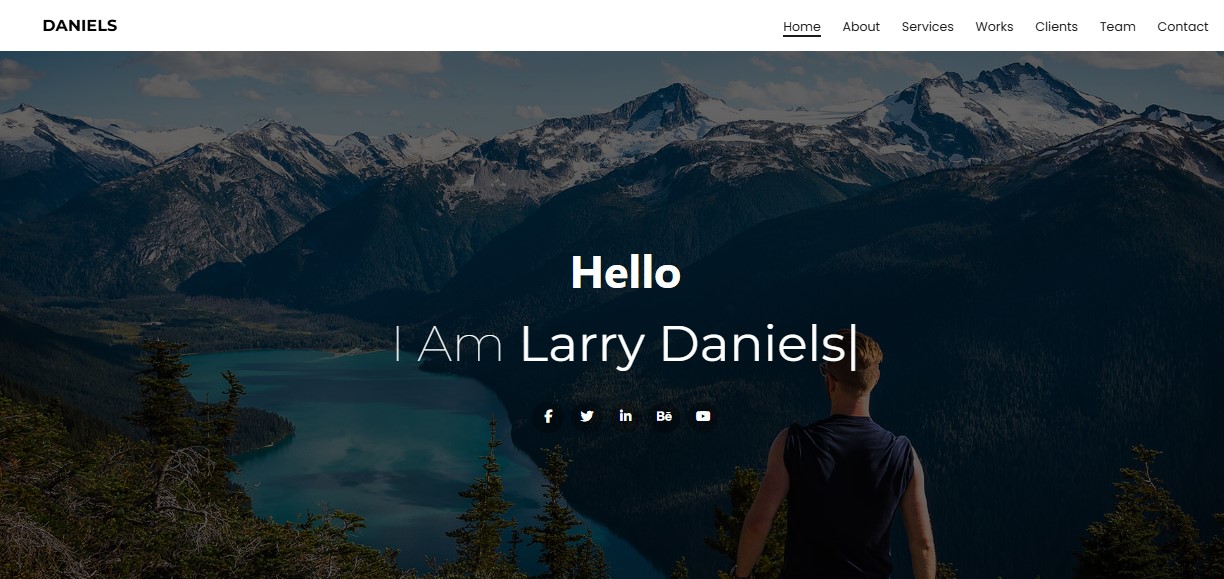 DANIELS
Home About Services Works Clients Team Contact
Hello
I Am Larry Daniels|
f in Bē